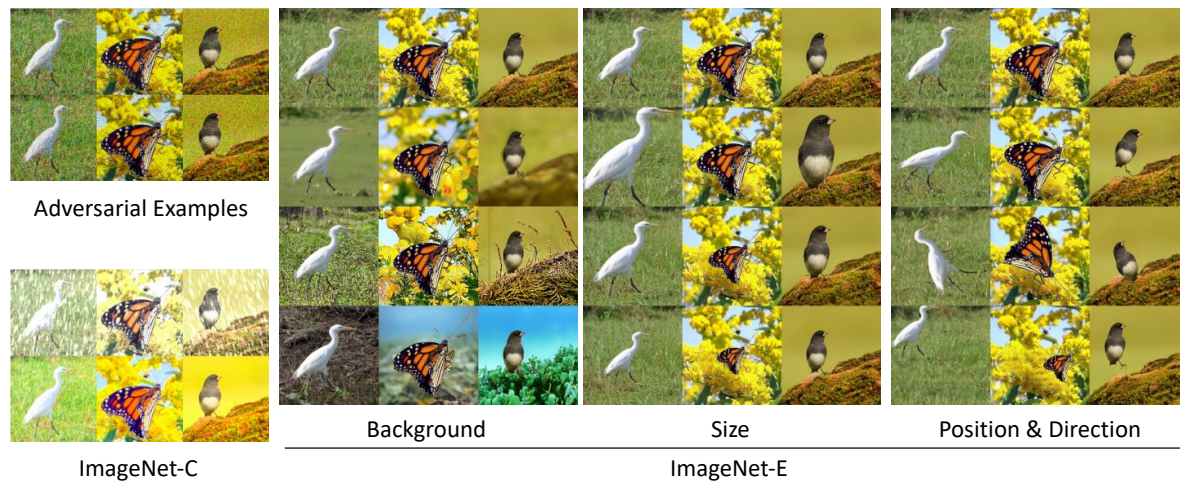 Adversarial Examples
ImageNet-C
Background
Size
Position & Direction
ImageNet-E